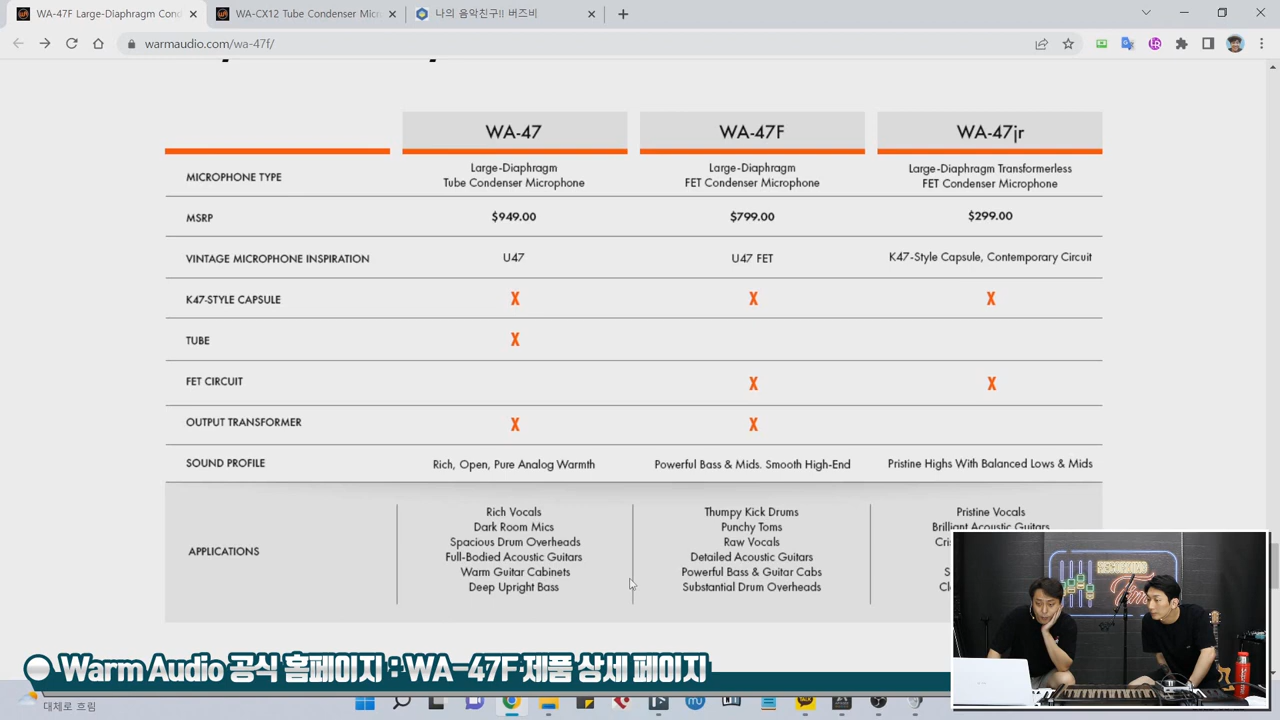 WA-47F Large-Diaphragm Cond
WA-CX12 Tube Condenser Micr
나의 음악친구!! 버즈비
warmaudio.com/wa-47f/
WA-47
WA-47F
WA-47jr
MICROPHONE TYPE
Large-Diaphragm
Tube Condenser Microphone
Large-Diaphragm
FET Condenser Microphone
Large-Diaphragm Transformerless
FET Condenser Microphone
MSRP
$949.00
$799.00
$299.00
VINTAGE MICROPHONE INSPIRATION
U47
U47 FET
K47-Style Capsule, Contemporary Circuit
K47-STYLE CAPSULE
X
X
X
TUBE
X
FET CIRCUIT
X
X
OUTPUT TRANSFORMER
X
X
SOUND PROFILE
Rich, Open, Pure Analog Warmth
Powerful Bass & Mids. Smooth High-End
Pristine Highs With Balanced Lows & Mids
APPLICATIONS
Rich Vocals
Dark Room Mics
Spacious Drum Overheads
Full-Bodied Acoustic Guitars
Warm Guitar Cabinets
Deep Upright Bass
Thumpy Kick Drums
Punchy Toms
Raw Vocals
Detailed Acoustic Guitars
Powerful Bass & Guitar Cabs
Substantial Drum Overheads
Pristine Vocals
Brilliant Acoustic Guitars
Time
Warm Audio 공식 홈페이지 : WA-47F 제품 상세 페이지
대체로 흐림